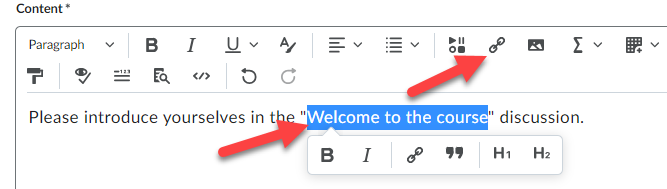 Content *
Paragraph B I U A Σ
Please introduce yourselves in the "Welcome to the course" discussion.
B I H1 H2